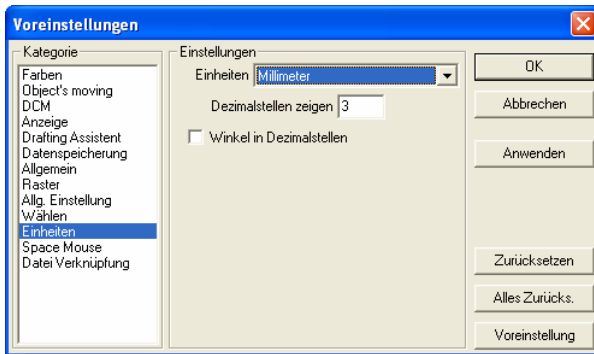 Voreinstellungen
Kategorie
Farben
Object's moving
DCM
Anzeige
Drafting Assistent
Datenspeicherung
Allgemein
Raster
Allg. Einstellung
Wählen
Einheiten
Space Mouse
Datei Verknüpfung
Einstellungen
Einheiten Millimeter
Dezimalstellen zeigen 3
Winkel in Dezimalstellen
OK
Abbrechen
Anwenden
Zurücksetzen
Alles Zurücks.
Voreinstellung